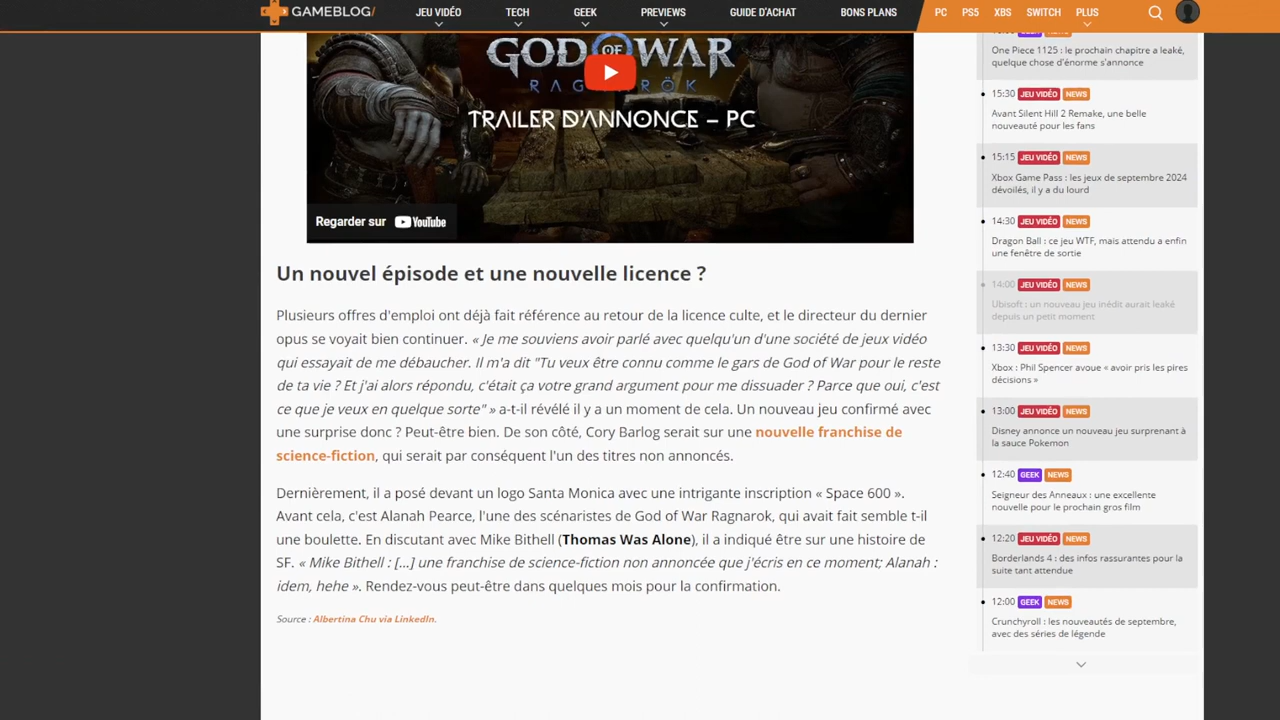 GAMEBLOG/
JEU VIDÉO
TECH
GEEK
PREVIEWS
GUIDE D'ACHAT
BONS PLANS
PC
PS5
XBS
SWITCH
PLUS
GOD OF WAR
RAGNARÖK
TRAILER D'ANNONCE – PC
Regarder sur YouTube
Un nouvel épisode et une nouvelle licence ?
Plusieurs offres d'emploi ont déjà fait référence au retour de la licence culte, et le directeur du dernier
opus se voyait bien continuer. « Je me souviens avoir parlé avec quelqu'un d'une société de jeux vidéo
qui essayait de me débaucher. Il m'a dit "Tu veux être connu comme le gars de God of War pour le reste
de ta vie ? Et j'ai alors répondu, c'était ça votre grand argument pour me dissuader ? Parce que oui, c'est
ce que je veux en quelque sorte" » a-t-il révélé il y a un moment de cela. Un nouveau jeu confirmé avec
une surprise donc ? Peut-être bien. De son côté, Cory Barlog serait sur une nouvelle franchise de
science-fiction, qui serait par conséquent l'un des titres non annoncés.
Dernièrement, il a posé devant un logo Santa Monica avec une intrigante inscription « Space 600 ».
Avant cela, c'est Alanah Pearce, l'une des scénaristes de God of War Ragnarok, qui avait fait semble t-il
une boulette. En discutant avec Mike Bithell (Thomas Was Alone), il a indiqué être sur une histoire de
SF. « Mike Bithell : [...] une franchise de science-fiction non annoncée que j'écris en ce moment; Alanah :
idem, hehe ». Rendez-vous peut-être dans quelques mois pour la confirmation.
Source : Albertina Chu via LinkedIn.
One Piece 1125 : le prochain chapitre a leaké,
quelque chose d'énorme s'annonce
15:30 JEU VIDÉO NEWS
Avant Silent Hill 2 Remake, une belle
nouveauté pour les fans
15:15 JEU VIDÉO NEWS
Xbox Game Pass : les jeux de septembre 2024
dévoilés, il y a du lourd
14:30 JEU VIDÉO NEWS
Dragon Ball : ce jeu WTF, mais attendu a enfin
une fenêtre de sortie
14:00 JEU VIDÉO NEWS
Ubisoft : un nouveau jeu inédit aurait leaké
depuis un petit moment
13:30 JEU VIDÉO NEWS
Xbox : Phil Spencer avoue « avoir pris les pires
décisions »
13:00 JEU VIDÉO NEWS
Disney annonce un nouveau jeu surprenant à
la sauce Pokemon
12:40 GEEK NEWS
Seigneur des Anneaux : une excellente
nouvelle pour le prochain gros film
12:20 JEU VIDÉO NEWS
Borderlands 4 : des infos rassurantes pour la
suite tant attendue
12:00 GEEK NEWS
Crunchyroll : les nouveautés de septembre,
avec des séries de légende